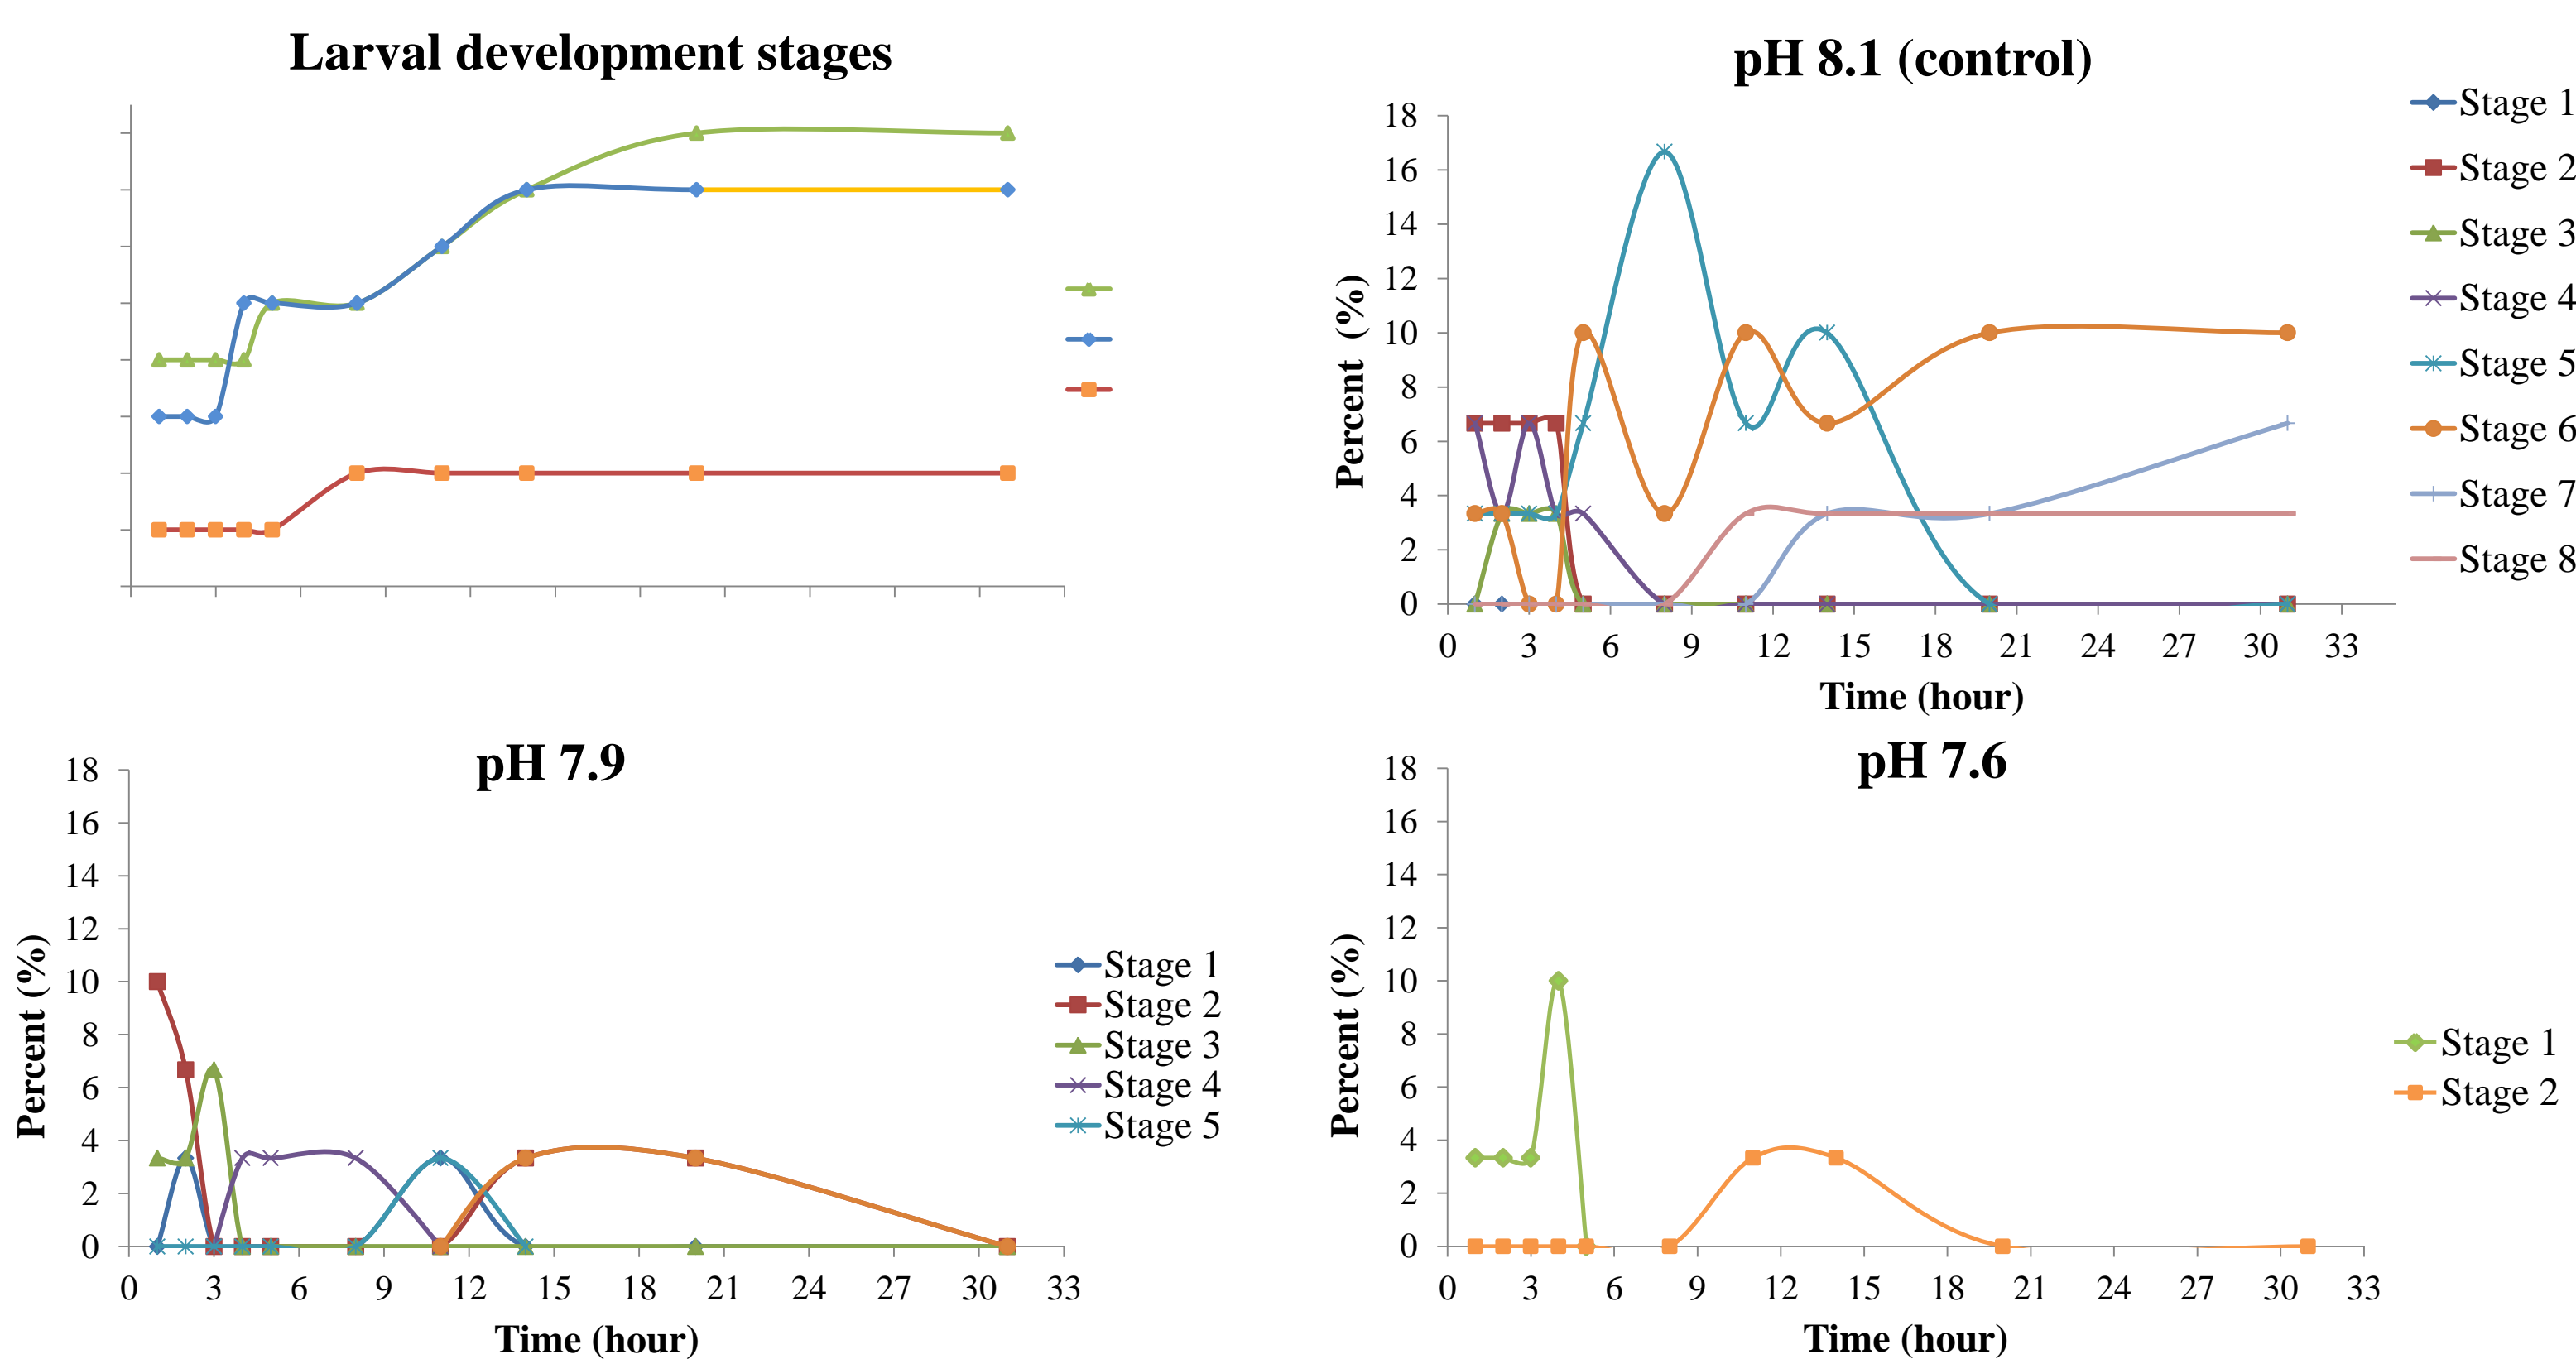 Larval development stages
pH 8.1 (control)
18
16
14
12
10
8
6
4
2
0
Percent (%)
0 3 6 9 12 15 18 21 24 27 30 33
Time (hour)
Stage 1
Stage 2
Stage 3
Stage 4
Stage 5
Stage 6
Stage 7
Stage 8
pH 7.9
18
16
14
12
10
8
6
4
2
0
Percent (%)
0 3 6 9 12 15 18 21 24 27 30 33
Time (hour)
Stage 1
Stage 2
Stage 3
Stage 4
Stage 5
pH 7.6
18
16
14
12
10
8
6
4
2
0
Percent (%)
0 3 6 9 12 15 18 21 24 27 30 33
Time (hour)
Stage 1
Stage 2